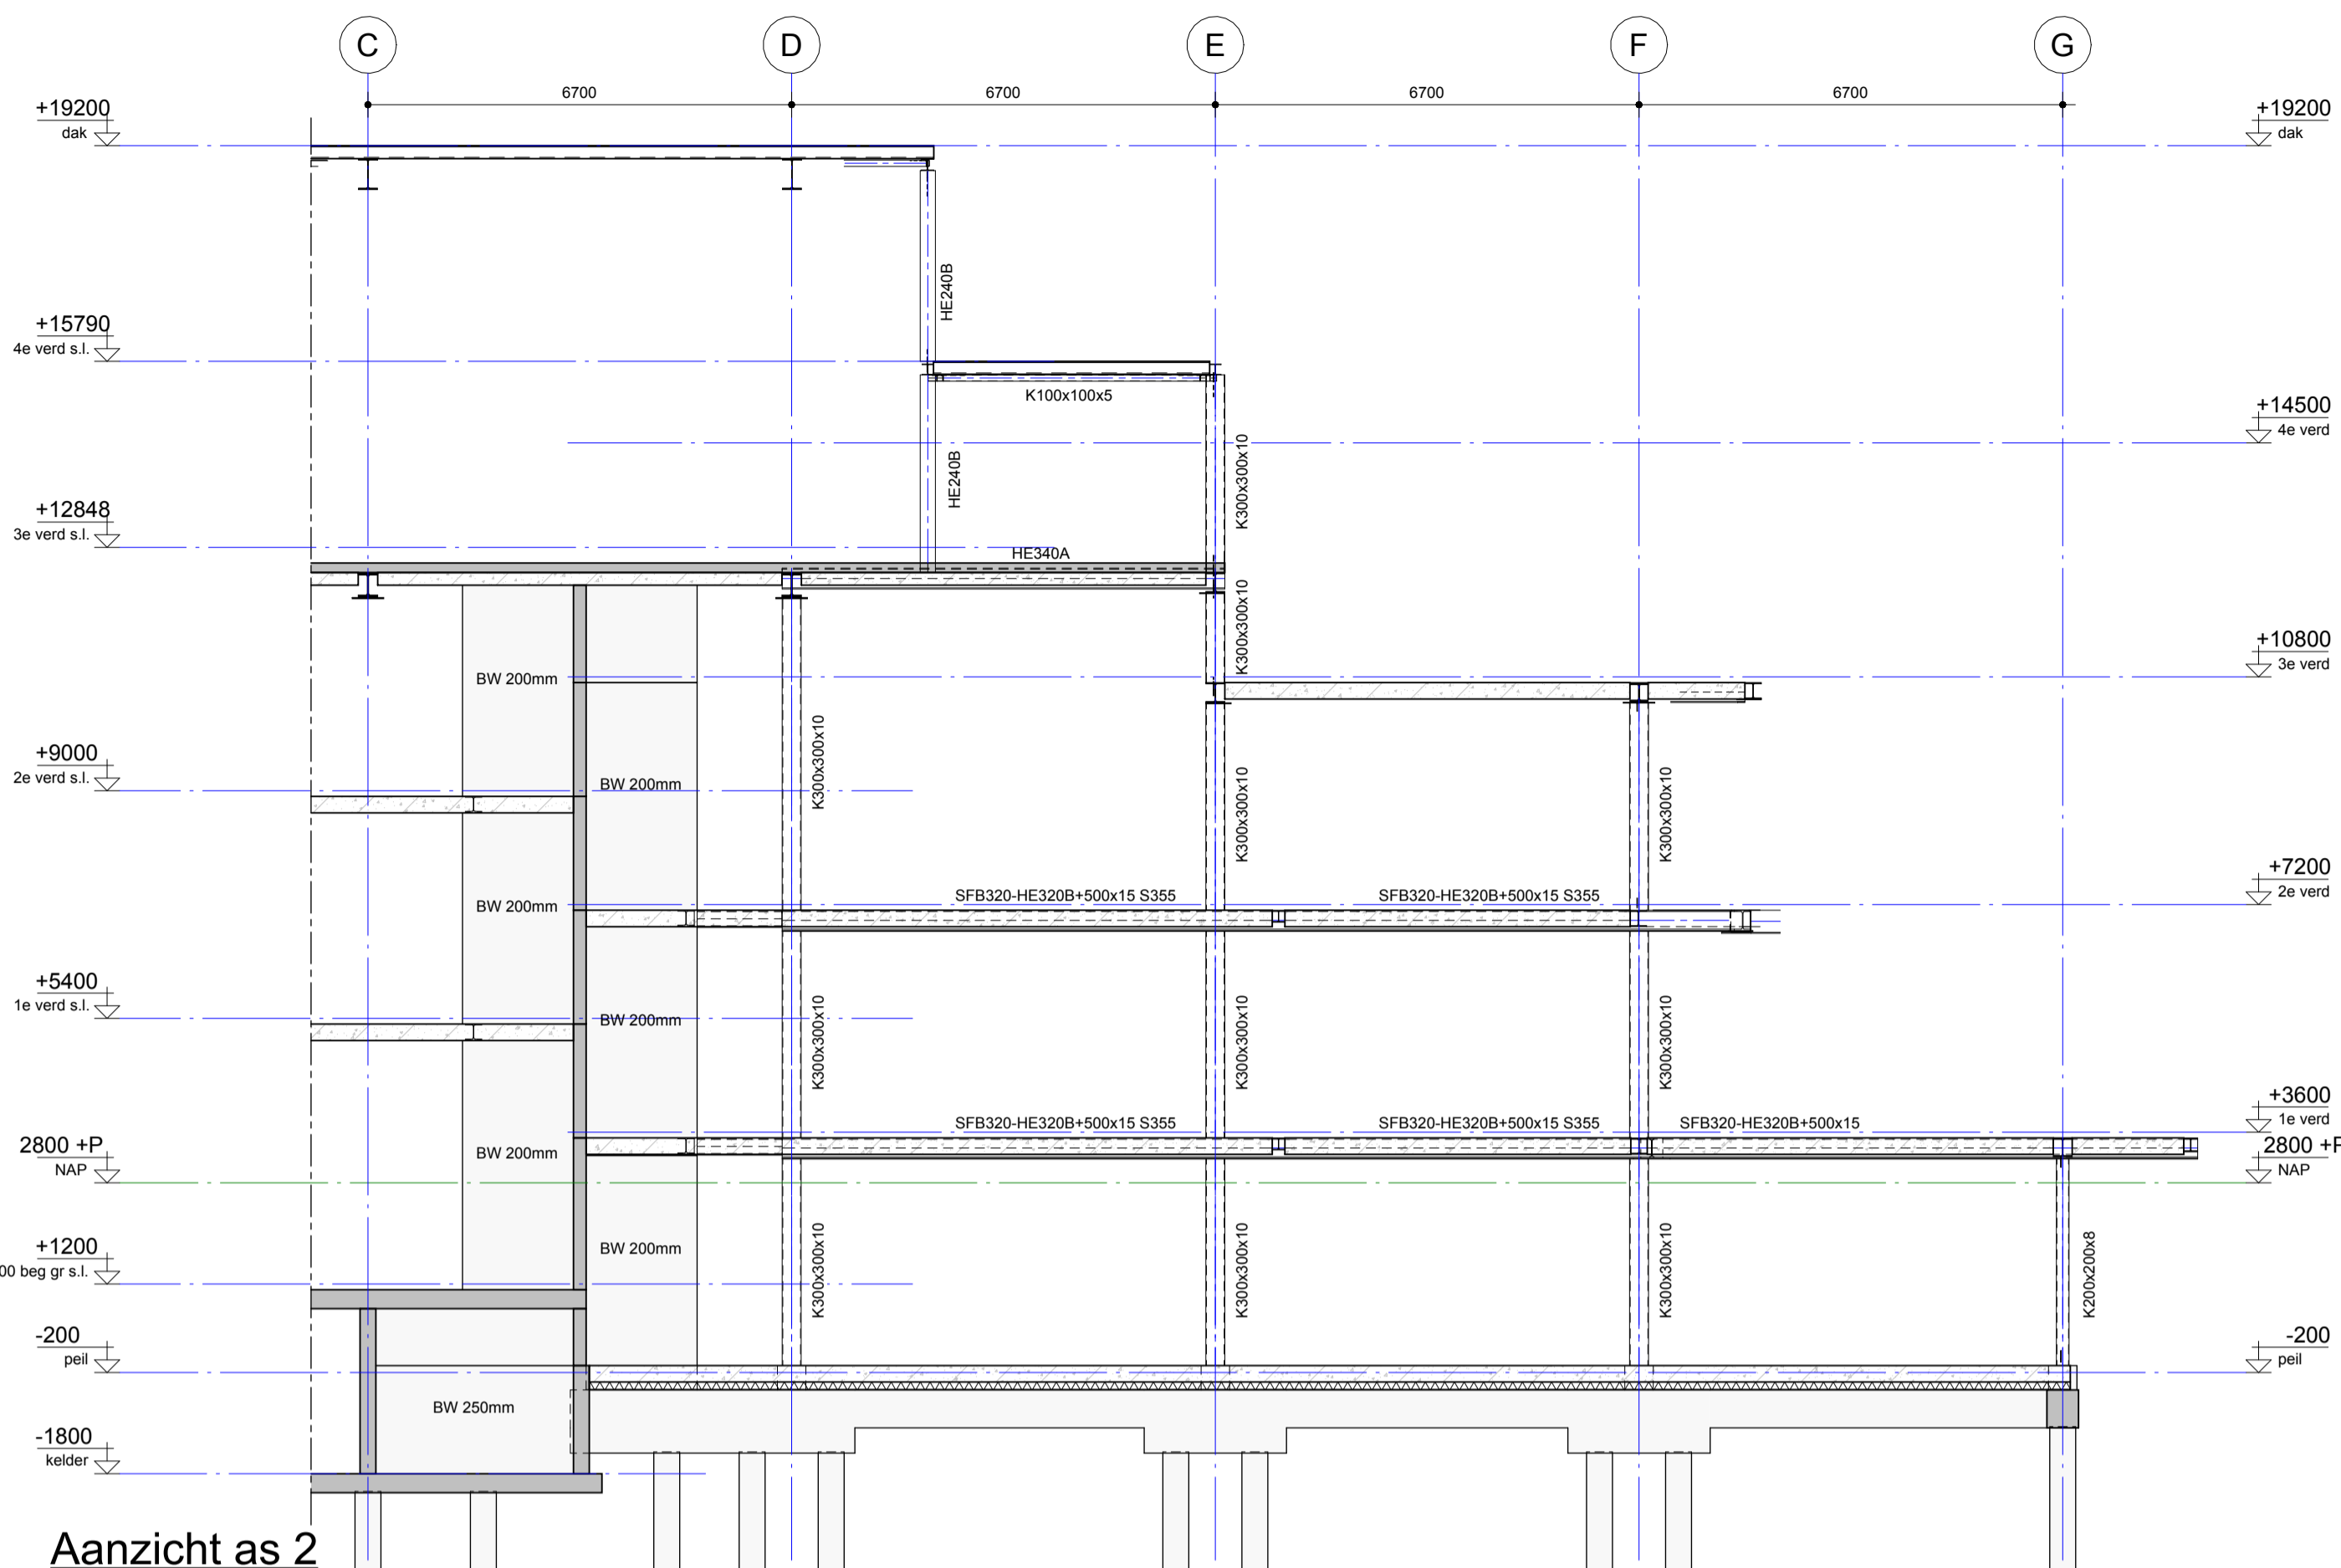 C D E F G
6700 6700 6700 6700
+19200
dak
+19200
dak
HE240B
+15790
4e verd s.l.
K100x100x5
+14500
4e verd
K300x300x10
HE240B
+12848
3e verd s.l.
HE340A
K300x300x10
+10800
3e verd
BW 200mm
+9000
2e verd s.l.
BW 200mm
K300x300x10
K300x300x10
K300x300x10
+7200
2e verd
SFB320-HE320B+500x15 S355
SFB320-HE320B+500x15 S355
BW 200mm
+5400
1e verd s.l.
BW 200mm
K300x300x10
K300x300x10
K300x300x10
+3600
1e verd
SFB320-HE320B+500x15 S355
SFB320-HE320B+500x15 S355
SFB320-HE320B+500x15
2800 +P
NAP
BW 200mm
2800 +P
NAP
+1200
00 beg gr s.l.
BW 200mm
K300x300x10
K300x300x10
K300x300x10
K200x200x8
-200
peil
-200
peil
BW 250mm
-1800
kelder
Aanzicht as 2